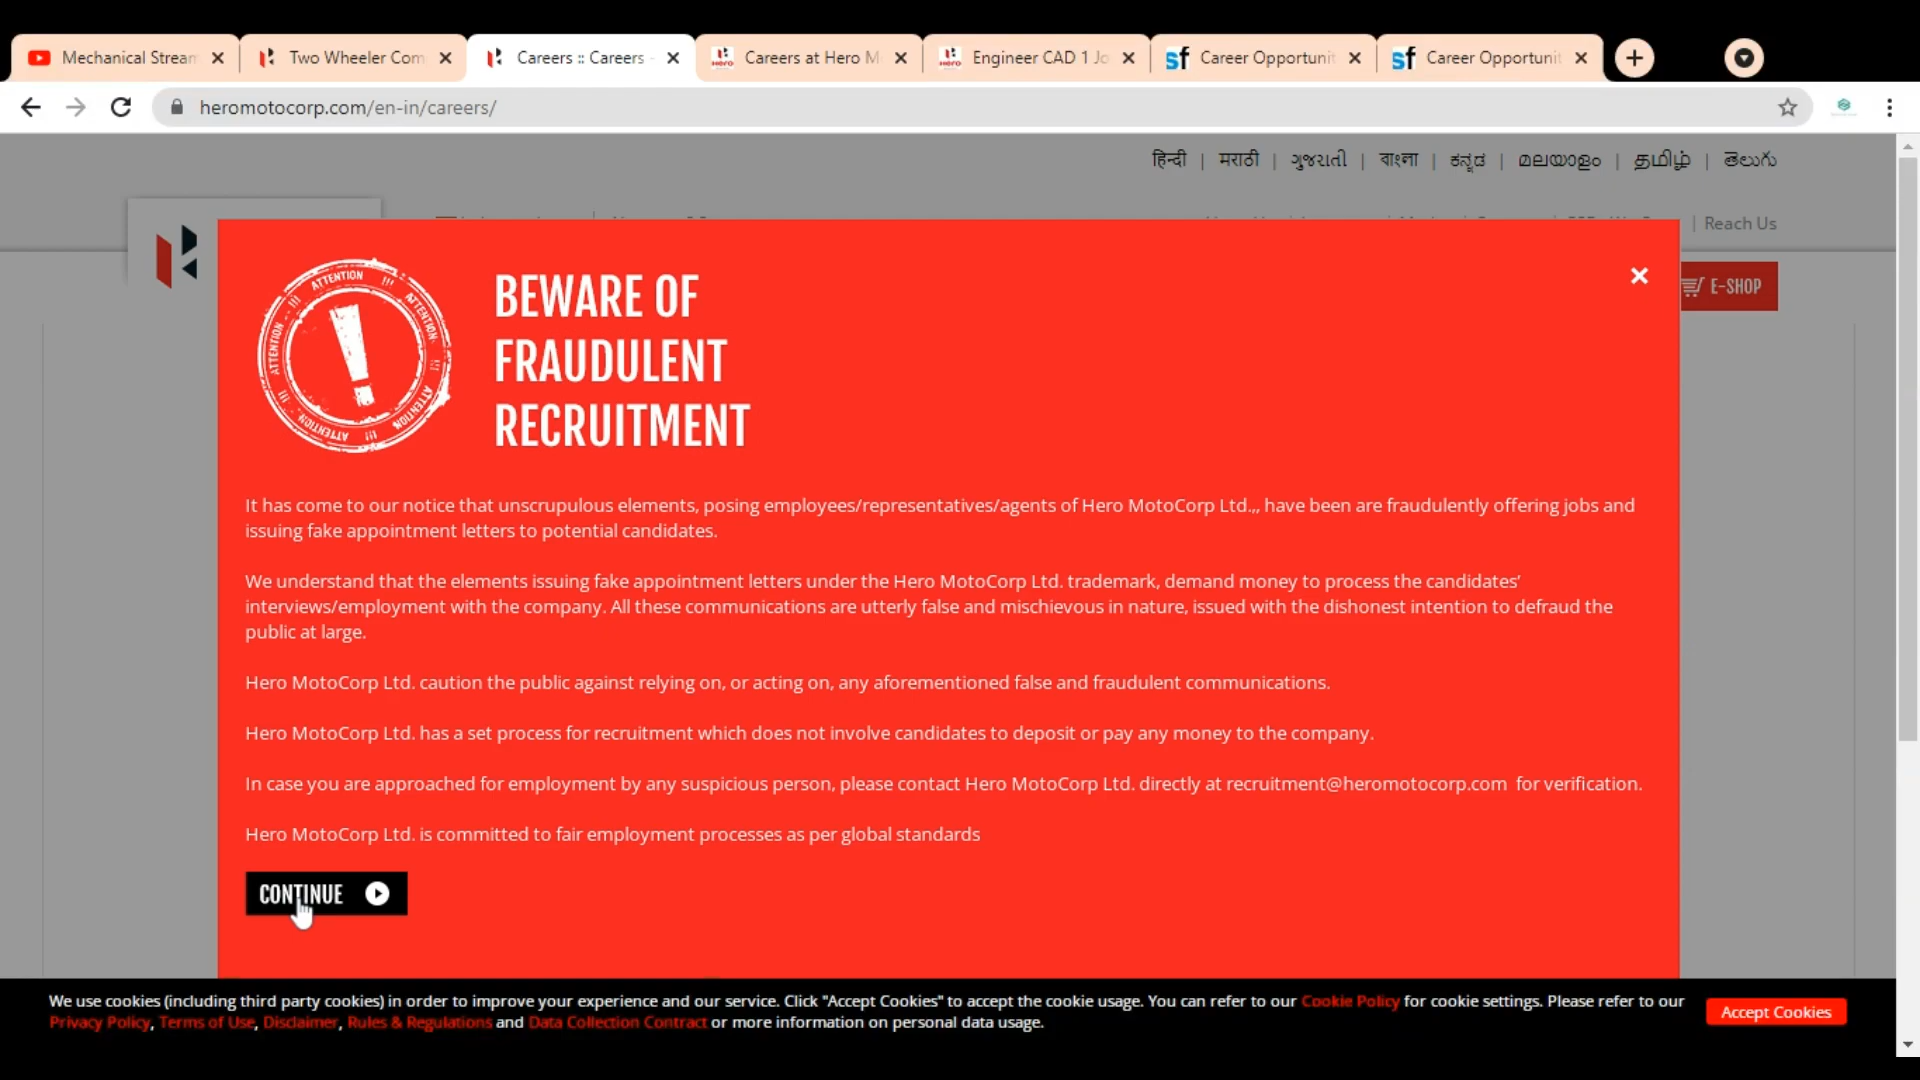 Mechanical Stream
Two Wheeler Com
Careers :: Careers -
Careers at Hero M
Engineer CAD 1 Jo
Career Opportunit
Career Opportunit
heromotocorp.com/en-in/careers/
हिन्दी | मराठी | ગુજરાતી | বাংলা | ಕನ್ನಡ | മലയാളം | தமிழ் | తెలుగు
| Reach Us
E-SHOP
ATTENTION !!! ATTENTION !!! ATTENTION !!! ATTENTION !!!
BEWARE OF
FRAUDULENT
RECRUITMENT
It has come to our notice that unscrupulous elements, posing employees/representatives/agents of Hero MotoCorp Ltd.,, have been are fraudulently offering jobs and
issuing fake appointment letters to potential candidates.
We understand that the elements issuing fake appointment letters under the Hero MotoCorp Ltd. trademark, demand money to process the candidates'
interviews/employment with the company. All these communications are utterly false and mischievous in nature, issued with the dishonest intention to defraud the
public at large.
Hero MotoCorp Ltd. caution the public against relying on, or acting on, any aforementioned false and fraudulent communications.
Hero MotoCorp Ltd. has a set process for recruitment which does not involve candidates to deposit or pay any money to the company.
In case you are approached for employment by any suspicious person, please contact Hero MotoCorp Ltd. directly at recruitment@heromotocorp.com for verification.
Hero MotoCorp Ltd. is committed to fair employment processes as per global standards
CONTINUE
We use cookies (including third party cookies) in order to improve your experience and our service. Click "Accept Cookies" to accept the cookie usage. You can refer to our Cookie Policy for cookie settings. Please refer to our
Privacy Policy, Terms of Use, Disclaimer, Rules & Regulations and Data Collection Contract or more information on personal data usage.
Accept Cookies